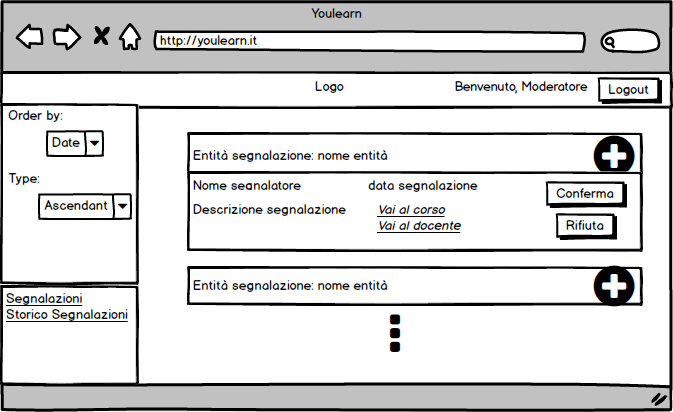 Youlearn
http://youlearn.it
Logo
Benvenuto, Moderatore
Logout
Order by:
Date
Type:
Ascendant
Segnalazioni
Storico Segnalazioni
Entità segnalazione: nome entità
Nome segnalatore
data segnalazione
Conferma
Descrizione segnalazione
Vai al corso
Vai al docente
Rifiuta
Entità segnalazione: nome entità